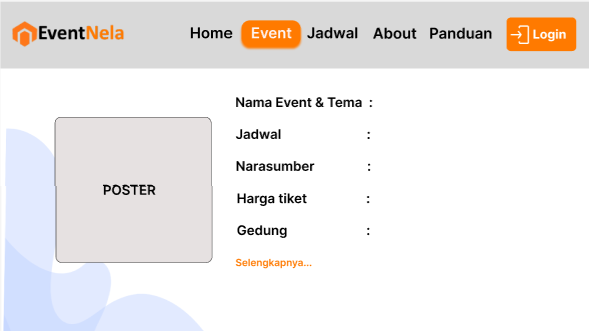 EventNela Home Event Jadwal About Panduan Login
Nama Event & Tema :
Jadwal :
Narasumber :
Harga tiket :
Gedung :
POSTER
Selengkapnya...